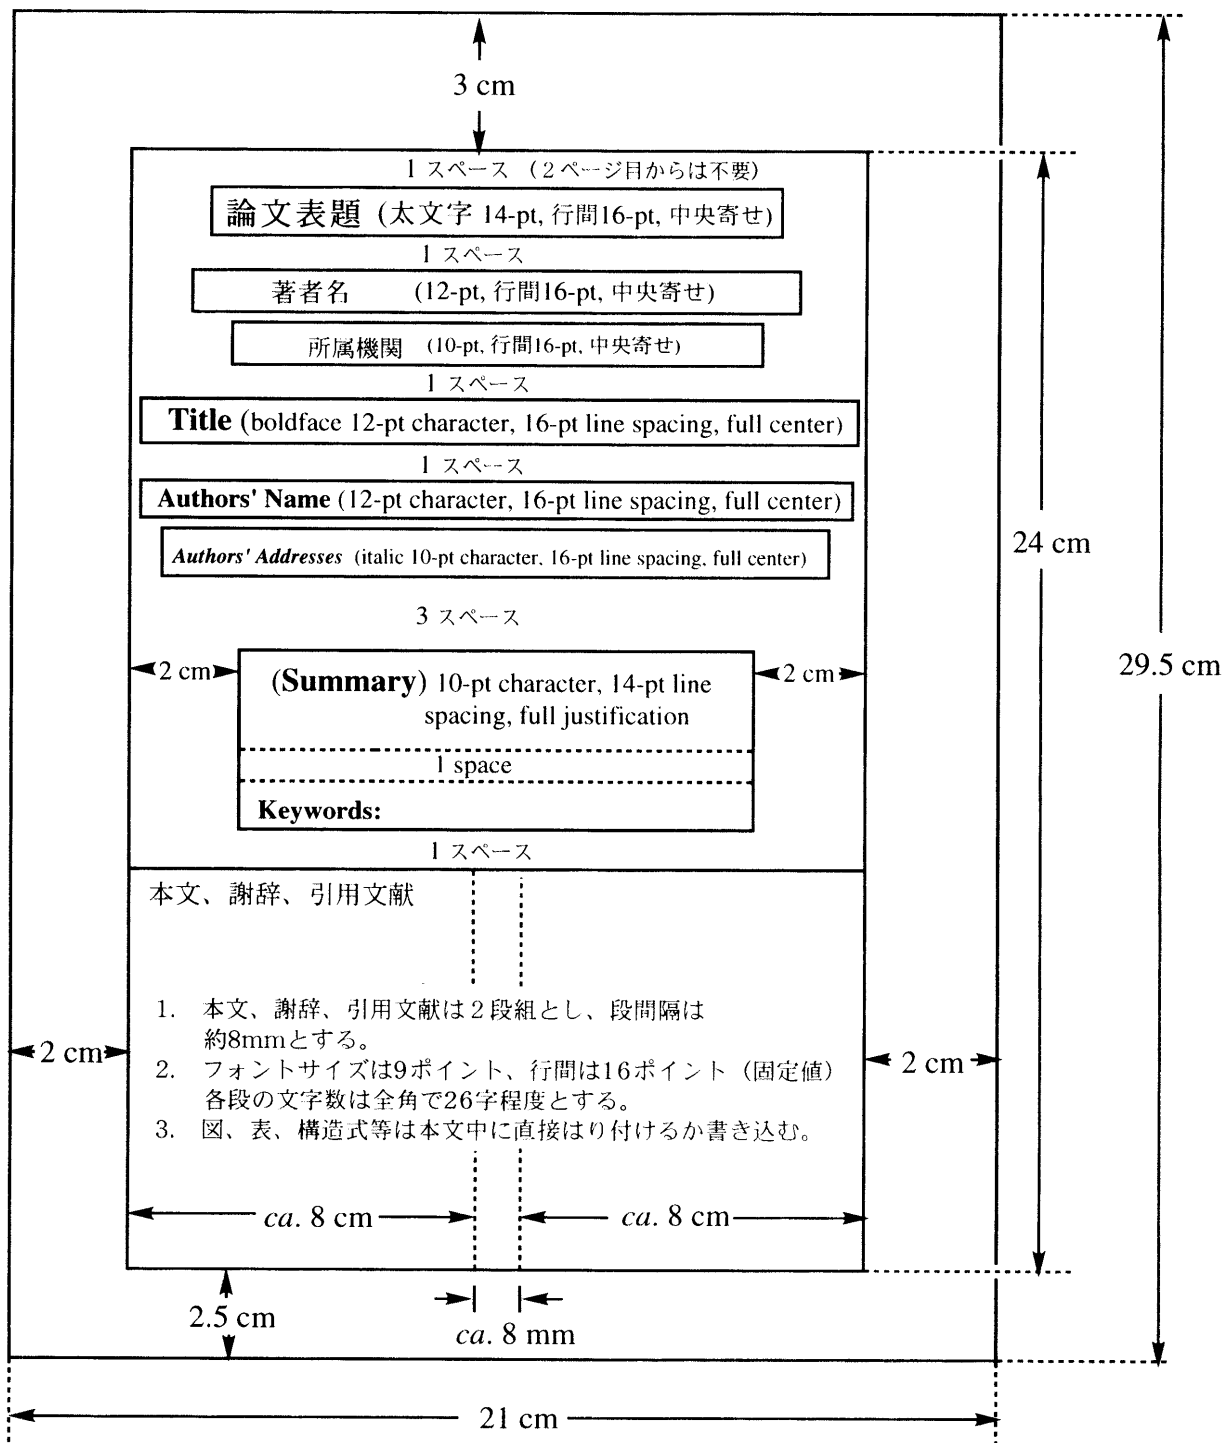 3 cm
1 スペース （２ページ目からは不要）
論文表題 (太文字 14-pt, 行間16-pt, 中央寄せ)
1 スペース
著者名 (12-pt, 行間16-pt, 中央寄せ)
所属機関 (10-pt, 行間16-pt, 中央寄せ)
1 スペース
Title (boldface 12-pt character, 16-pt line spacing, full center)
1 スペース
Authors' Name (12-pt character, 16-pt line spacing, full center)
Authors' Addresses (italic 10-pt character, 16-pt line spacing, full center)
24 cm
3 スペース
29.5 cm
2 cm
(Summary) 10-pt character, 14-pt line
spacing, full justification
2 cm
1 space
Keywords:
1 スペース
本文、謝辞、引用文献
1. 本文、謝辞、引用文献は２段組とし、段間隔は
約8mmとする。
2. フォントサイズは9ポイント、行間は16ポイント（固定値）
各段の文字数は全角で26字程度とする。
3. 図、表、構造式等は本文中に直接はり付けるか書き込む。
2 cm
2 cm
ca. 8 cm
ca. 8 cm
2.5 cm
ca. 8 mm
21 cm